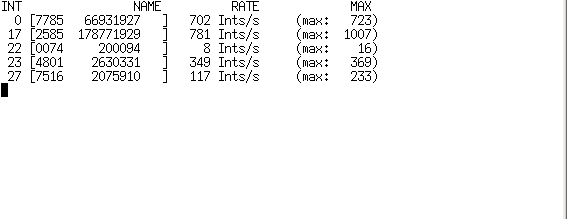 INT NAME RATE MAX
0 [7785 66931927 ] 702 Ints/s (max: 723)
17 [2585 178771929 ] 781 Ints/s (max: 1007)
22 [0074 200094 ] 8 Ints/s (max: 16)
23 [4801 2630331 ] 349 Ints/s (max: 369)
27 [7516 2075910 ] 117 Ints/s (max: 233)